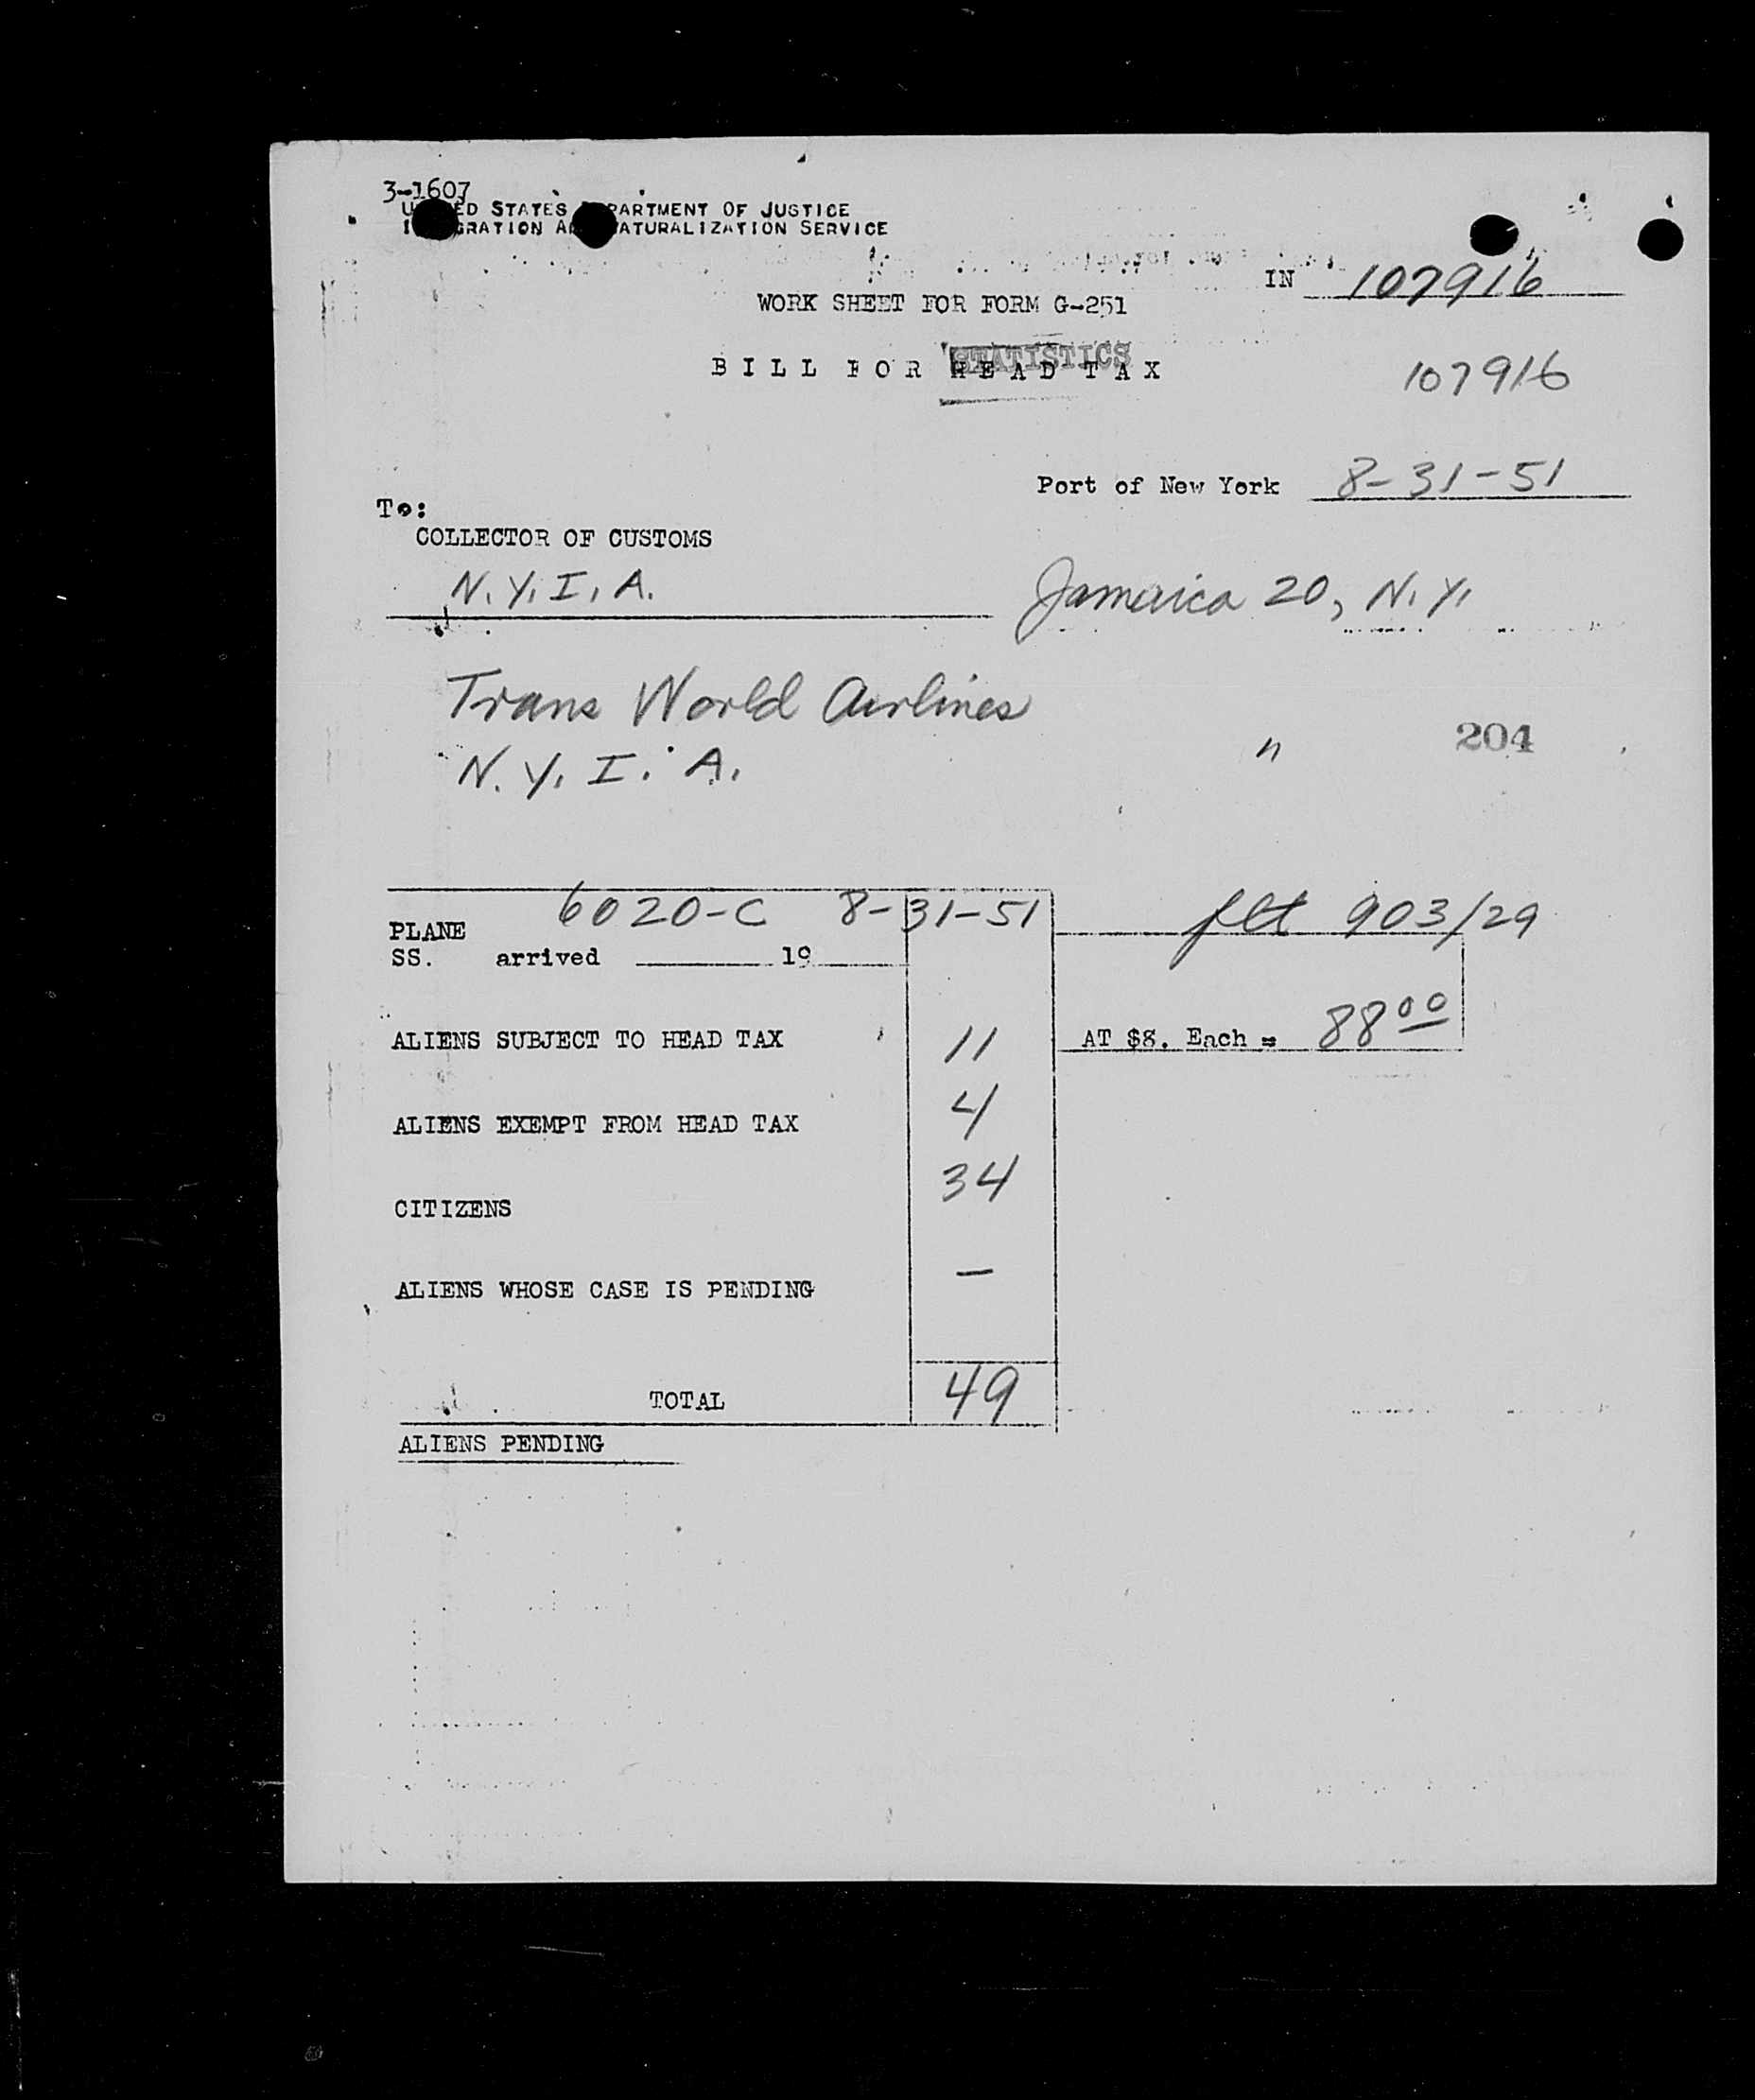 3-1607
UNITED STATES DEPARTMENT OF JUSTICE
IMMIGRATION AND NATURALIZATION SERVICE
IN 107916
WORK SHEET FOR FORM G-251
STATISTICS
BILL FOR HEAD TAX
107916
Port of New York 8-31-51
To:
COLLECTOR OF CUSTOMS
N.Y.I.A. Jamaica 20, N.Y.
Trans World Airlines
N.Y.I.A. " 204
6020-C 8-31-51 flt 903/29
PLANE
SS. arrived 19
ALIENS SUBJECT TO HEAD TAX 11 AT $8. Each = 88 00
ALIENS EXEMPT FROM HEAD TAX 4
CITIZENS 34
ALIENS WHOSE CASE IS PENDING —
TOTAL 49
ALIENS PENDING